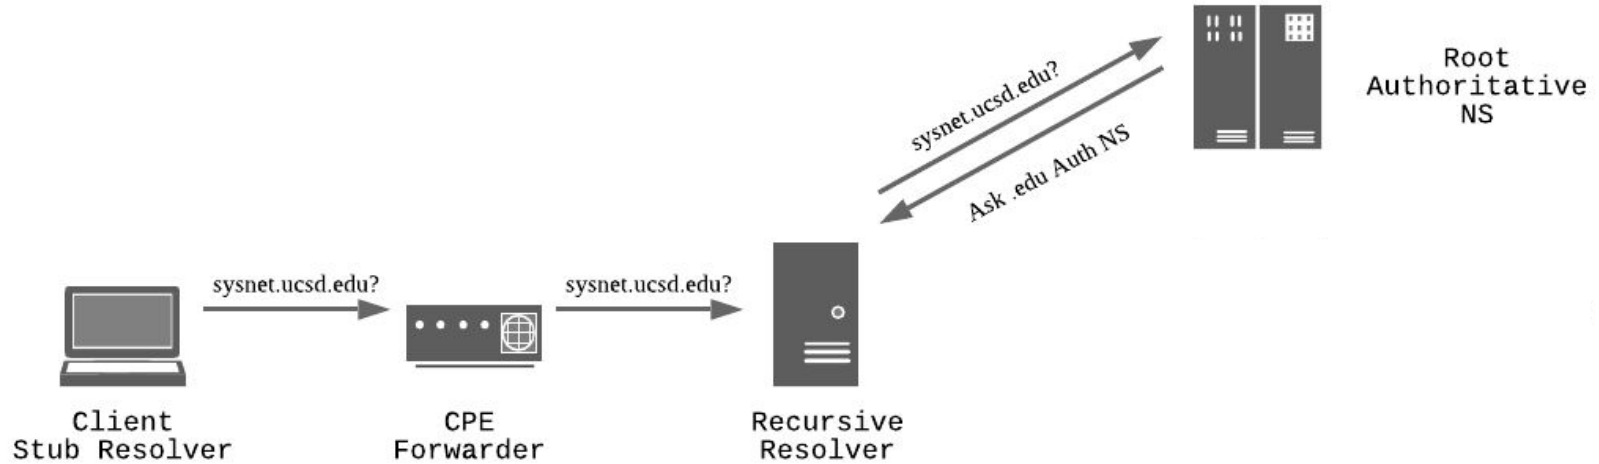 sysnet.ucsd.edu?
Ask .edu Auth NS
Root
Authoritative
NS
sysnet.ucsd.edu?
sysnet.ucsd.edu?
Client
Stub Resolver
CPE
Forwarder
Recursive
Resolver